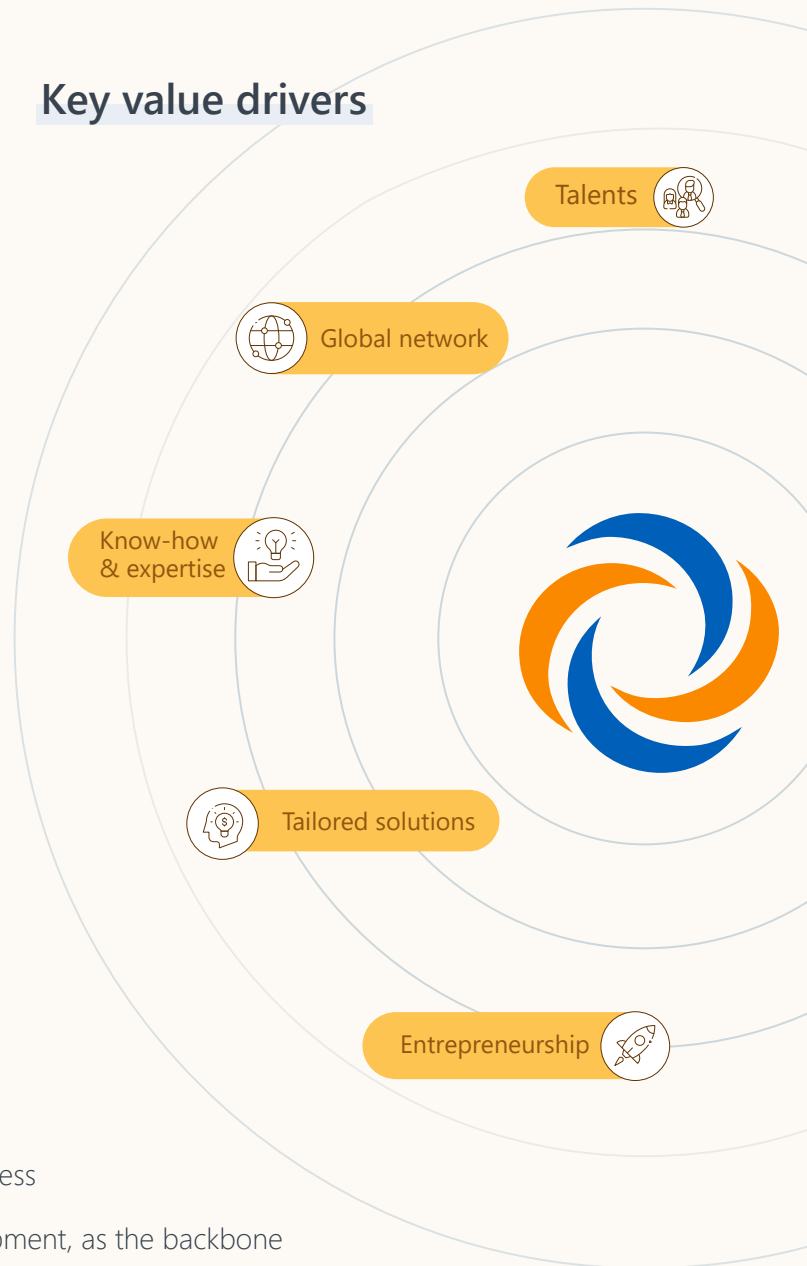 Key value drivers
Talents
Global network
Know-how
& expertise
Tailored solutions
Entrepreneurship
ess
pment, as the backbone